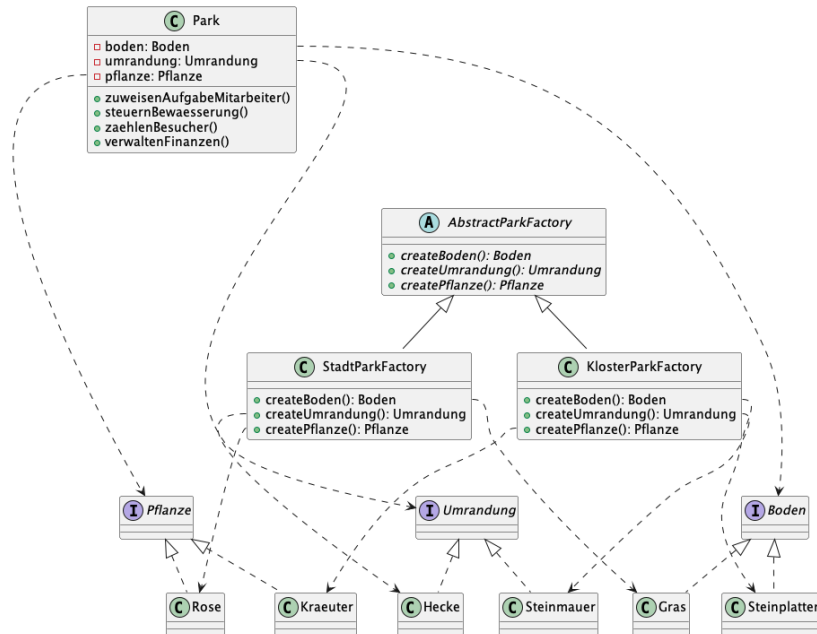 C Park
boden: Boden
umrandung: Umrandung
pflanze: Pflanze
zuweisenAufgabeMitarbeiter()
steuernBewaesserung()
zaehlenBesucher()
verwaltenFinanzen()
A AbstractParkFactory
createBoden(): Boden
createUmrandung(): Umrandung
createPflanze(): Pflanze
C StadtParkFactory
createBoden(): Boden
createUmrandung(): Umrandung
createPflanze(): Pflanze
C KlosterParkFactory
createBoden(): Boden
createUmrandung(): Umrandung
createPflanze(): Pflanze
I Pflanze
I Umrandung
I Boden
C Rose
C Kraeuter
C Hecke
C Steinmauer
C Gras
C Steinplatten